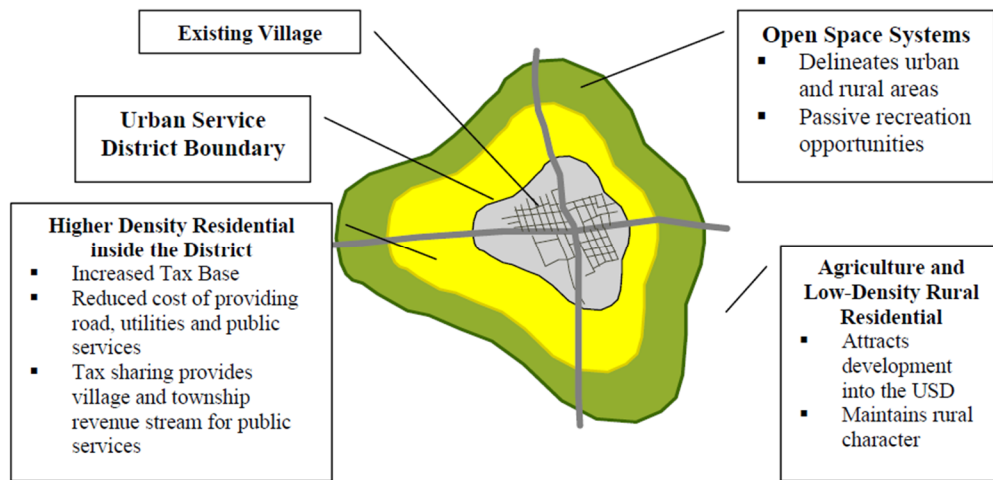 Existing Village
Urban Service
District Boundary
Higher Density Residential
inside the District
▪ Increased Tax Base
▪ Reduced cost of providing
road, utilities and public
services
▪ Tax sharing provides
village and township
revenue stream for public
services
Open Space Systems
▪ Delineates urban
and rural areas
▪ Passive recreation
opportunities
Agriculture and
Low-Density Rural
Residential
▪ Attracts
development
into the USD
▪ Maintains rural
character